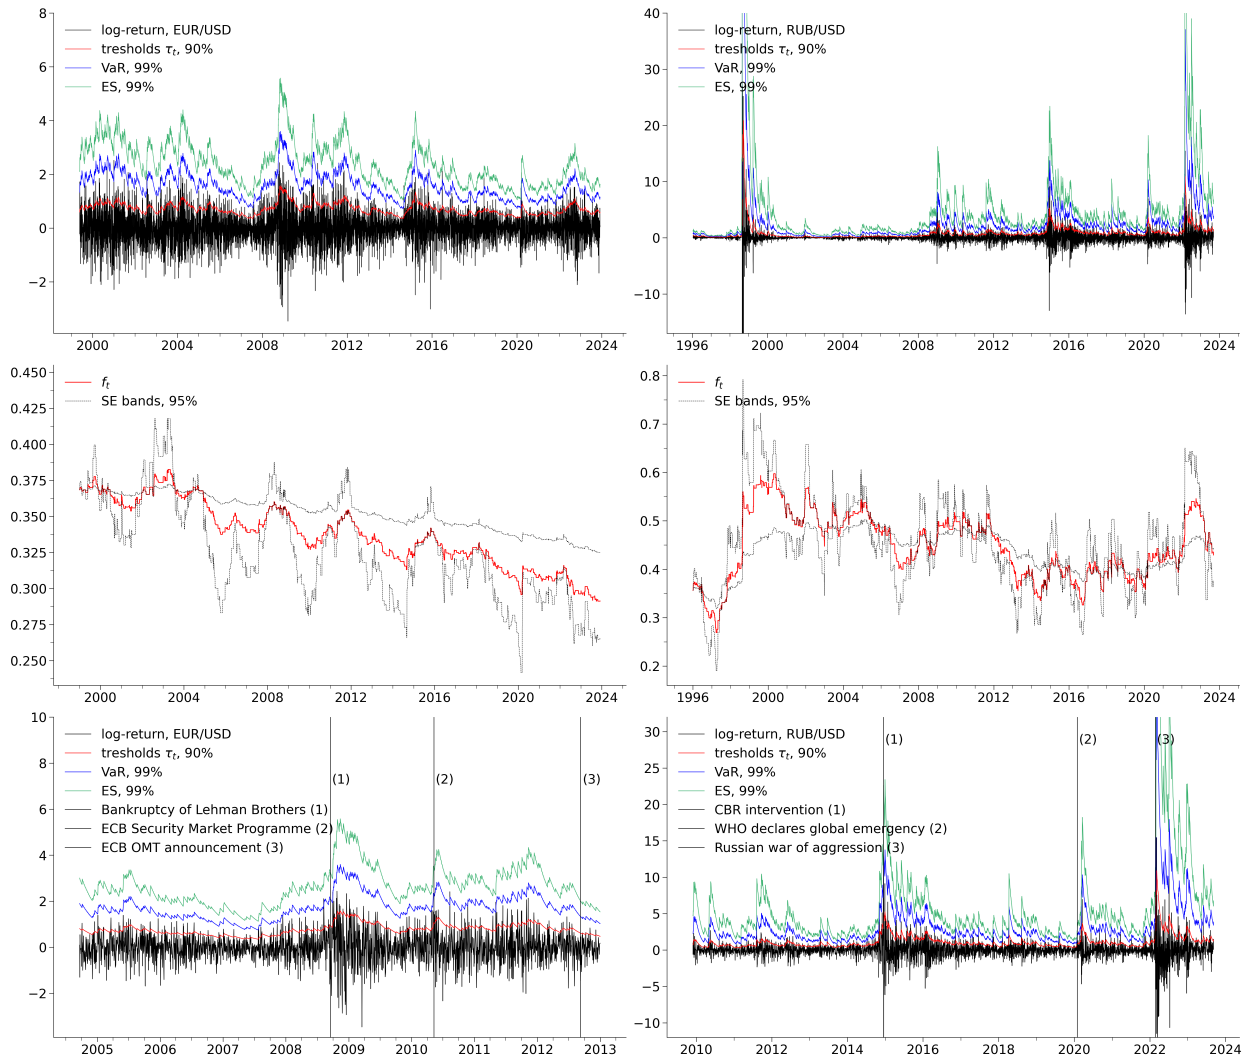 8
6
4
2
0
−2
log-return, EUR/USD
tresholds τt, 90%
VaR, 99%
ES, 99%
2000 2004 2008 2012 2016 2020 2024
40
30
20
10
0
−10
log-return, RUB/USD
tresholds τt, 90%
VaR, 99%
ES, 99%
1996 2000 2004 2008 2012 2016 2020 2024
0.450
0.425
0.400
0.375
0.350
0.325
0.300
0.275
0.250
ft
SE bands, 95%
2000 2004 2008 2012 2016 2020 2024
0.8
0.7
0.6
0.5
0.4
0.3
0.2
ft
SE bands, 95%
1996 2000 2004 2008 2012 2016 2020 2024
10
8
6
4
2
0
−2
log-return, EUR/USD
tresholds τt, 90%
VaR, 99%
ES, 99%
Bankruptcy of Lehman Brothers (1)
ECB Security Market Programme (2)
ECB OMT announcement (3)
(1) (2) (3)
2005 2006 2007 2008 2009 2010 2011 2012 2013
30
25
20
15
10
5
0
−5
−10
log-return, RUB/USD
tresholds τt, 90%
VaR, 99%
ES, 99%
CBR intervention (1)
WHO declares global emergency (2)
Russian war of aggression (3)
(1) (2) (3)
2010 2012 2014 2016 2018 2020 2022 2024